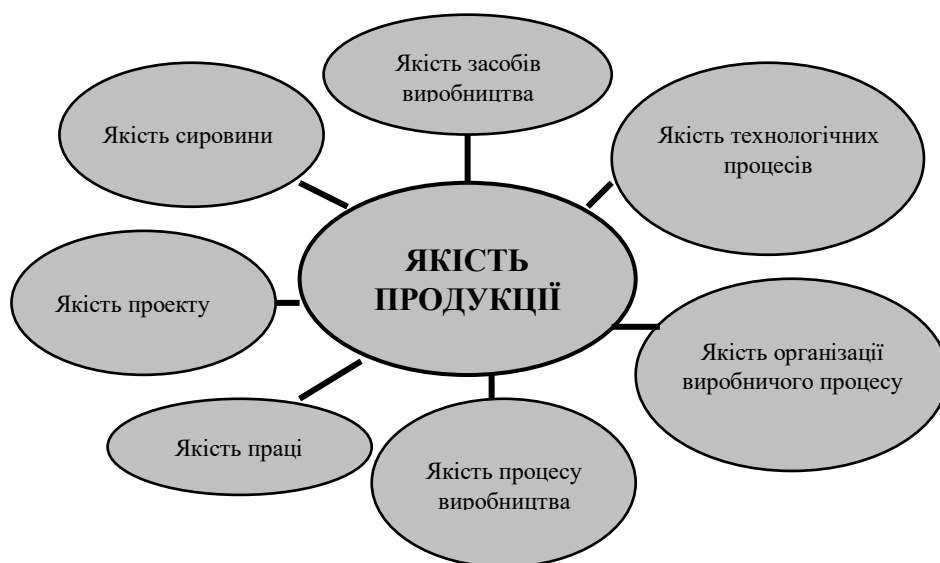 Якість засобів
виробництва
Якість сировини
Якість технологічних
процесів
ЯКІСТЬ
ПРОДУКЦІЇ
Якість проекту
Якість організації
виробничого процесу
Якість праці
Якість процесу
виробництва